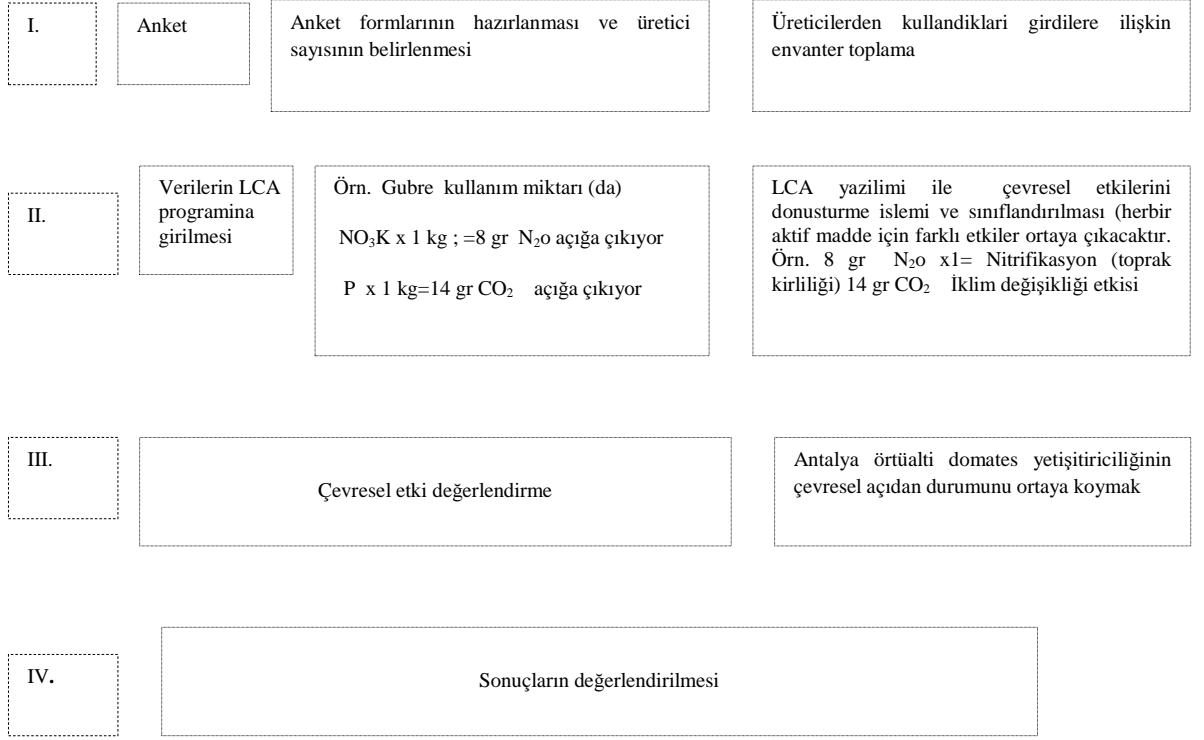 I.
Anket
Anket formlarının hazırlanması ve üretici
sayısının belirlenmesi
Üreticilerden kullandiklari girdilere ilişkin
envanter toplama
II.
Verilerin LCA
programina
girilmesi
Örn. Gubre kullanım miktarı (da)
NO₃K x 1 kg ; =8 gr N₂o açığa çıkıyor
P x 1 kg=14 gr CO₂ açığa çıkıyor
LCA yazilimi ile çevresel etkilerini
donusturme islemi ve sınıflandırılması (herbir
aktif madde için farklı etkiler ortaya çıkacaktır.
Örn. 8 gr N₂o x1= Nitrifikasyon (toprak
kirliliği) 14 gr CO₂ İklim değişikliği etkisi
III.
Çevresel etki değerlendirme
Antalya örtüalti domates yetişitiriciliğinin
çevresel açıdan durumunu ortaya koymak
IV.
Sonuçların değerlendirilmesi